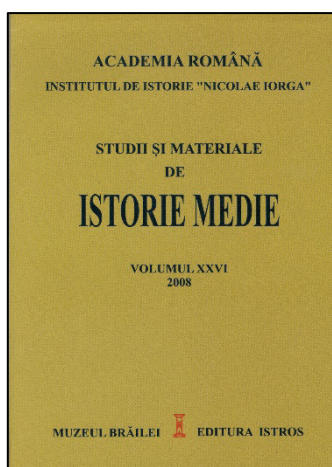 ACADEMIA ROMÂNĂ
INSTITUTUL DE ISTORIE "NICOLAE IORGA"
STUDII ȘI MATERIALE
DE
ISTORIE MEDIE
VOLUMUL XXVI
2008
MUZEUL BRĂILEI EDITURA ISTROS